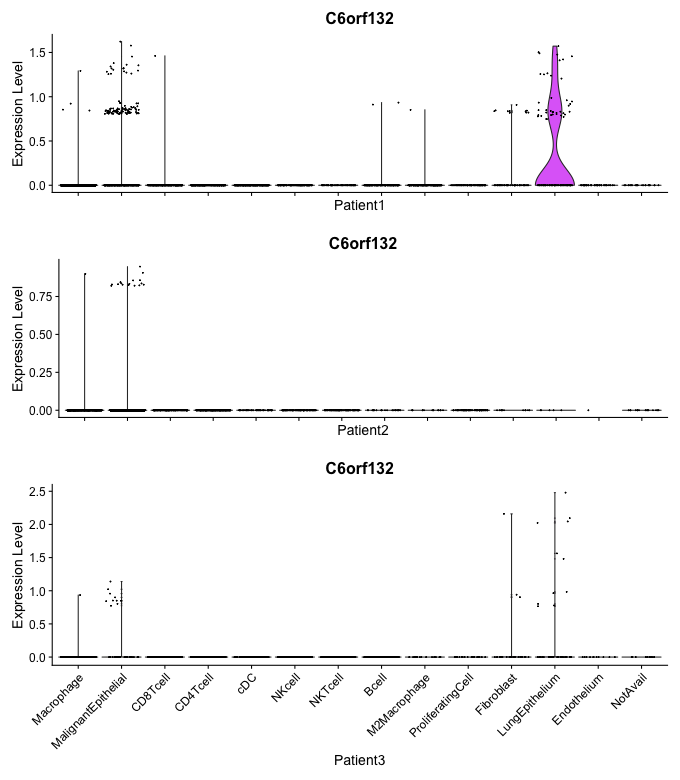 C6orf132
Expression Level
1.5
1.0
0.5
0.0
Patient1
C6orf132
Expression Level
0.75
0.50
0.25
0.00
Patient2
C6orf132
Expression Level
2.5
2.0
1.5
1.0
0.5
0.0
Macrophage
MalignantEpithelial
CD8Tcell
CD4Tcell
cDC
NKcell
NKTcell
Bcell
M2Macrophage
ProliferatingCell
Fibroblast
LungEpithelium
Endothelium
NotAvail
Patient3